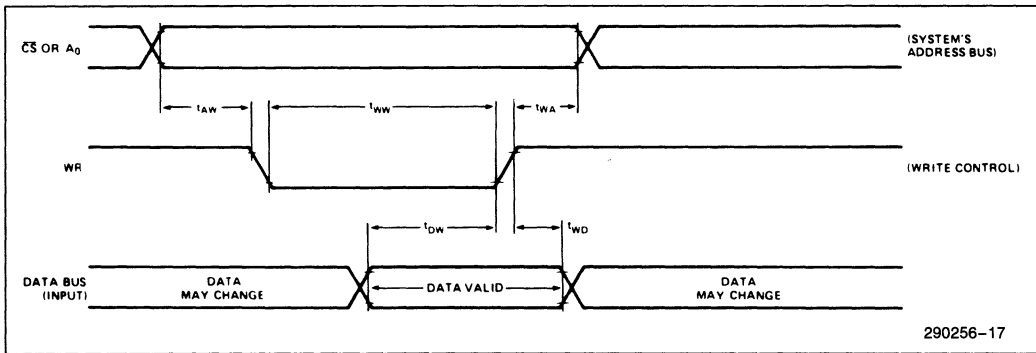 C̅S̅ OR A₀
(SYSTEM'S
ADDRESS BUS)
tAW
tWW
tWA
WR
(WRITE CONTROL)
tDW
tWD
DATA BUS
(INPUT)
DATA
MAY CHANGE
DATA VALID
DATA
MAY CHANGE
290256–17